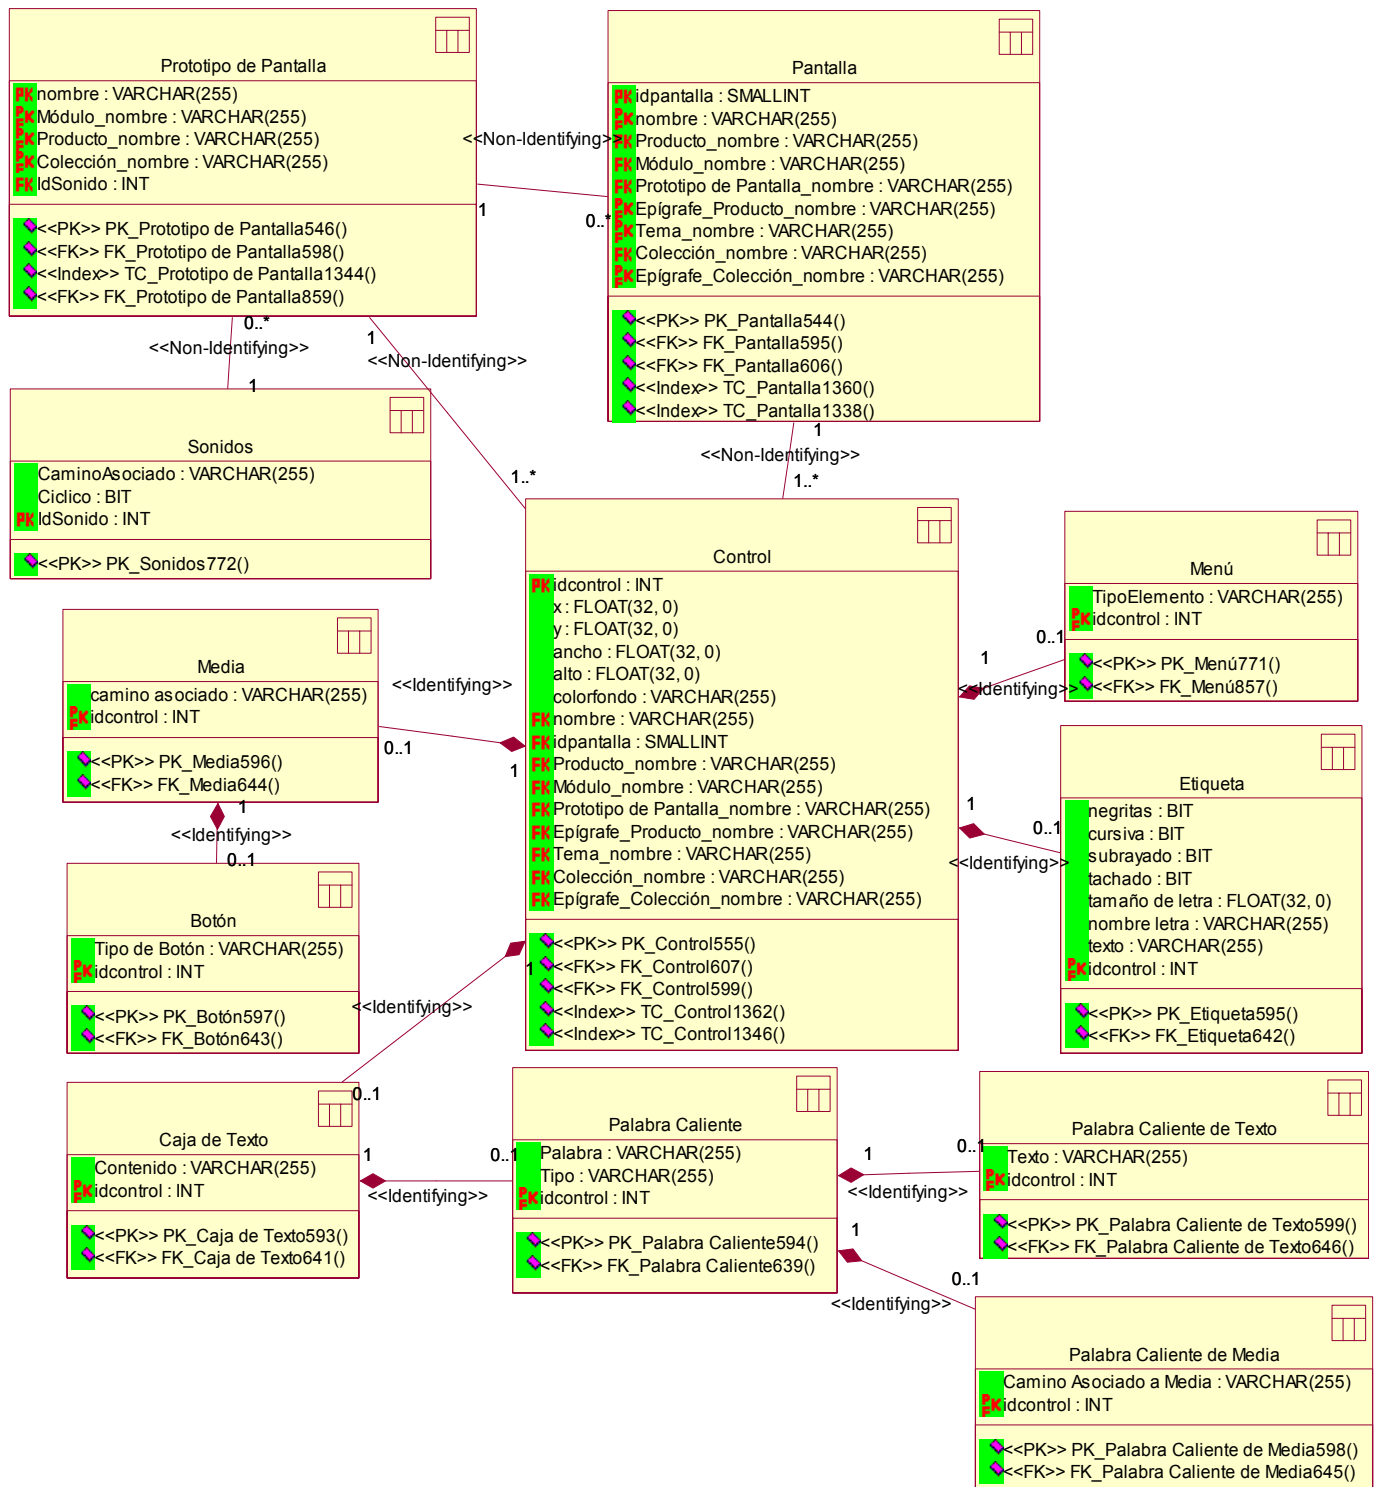 Prototipo de Pantalla
PK nombre : VARCHAR(255)
PFK Módulo_nombre : VARCHAR(255)
PFK Producto_nombre : VARCHAR(255)
PFK Colección_nombre : VARCHAR(255)
FK IdSonido : INT
<<PK>> PK_Prototipo de Pantalla546()
<<FK>> FK_Prototipo de Pantalla598()
<<Index>> TC_Prototipo de Pantalla1344()
<<FK>> FK_Prototipo de Pantalla859()
<<Non-Identifying>>
1
0..*
Pantalla
PK idpantalla : SMALLINT
PFK nombre : VARCHAR(255)
PFK Producto_nombre : VARCHAR(255)
FK Módulo_nombre : VARCHAR(255)
FK Prototipo de Pantalla_nombre : VARCHAR(255)
PFK Epígrafe_Producto_nombre : VARCHAR(255)
PFK Tema_nombre : VARCHAR(255)
FK Colección_nombre : VARCHAR(255)
PFK Epígrafe_Colección_nombre : VARCHAR(255)
<<PK>> PK_Pantalla544()
<<FK>> FK_Pantalla595()
<<FK>> FK_Pantalla606()
<<Index>> TC_Pantalla1360()
<<Index>> TC_Pantalla1338()
0..*
<<Non-Identifying>>
1
1
<<Non-Identifying>>
1..*
1
<<Non-Identifying>>
1..*
Sonidos
CaminoAsociado : VARCHAR(255)
Ciclico : BIT
PK IdSonido : INT
<<PK>> PK_Sonidos772()
Control
PK idcontrol : INT
x : FLOAT(32, 0)
y : FLOAT(32, 0)
ancho : FLOAT(32, 0)
alto : FLOAT(32, 0)
colorfondo : VARCHAR(255)
FK nombre : VARCHAR(255)
FK idpantalla : SMALLINT
FK Producto_nombre : VARCHAR(255)
FK Módulo_nombre : VARCHAR(255)
FK Prototipo de Pantalla_nombre : VARCHAR(255)
FK Epígrafe_Producto_nombre : VARCHAR(255)
FK Tema_nombre : VARCHAR(255)
FK Colección_nombre : VARCHAR(255)
FK Epígrafe_Colección_nombre : VARCHAR(255)
<<PK>> PK_Control555()
<<FK>> FK_Control607()
<<FK>> FK_Control599()
<<Index>> TC_Control1362()
<<Index>> TC_Control1346()
Menú
TipoElemento : VARCHAR(255)
PFK idcontrol : INT
<<PK>> PK_Menú771()
<<FK>> FK_Menú857()
0..1
1
<<Identifying>>
Media
camino asociado : VARCHAR(255)
PFK idcontrol : INT
<<PK>> PK_Media596()
<<FK>> FK_Media644()
<<Identifying>>
0..1
1
1
<<Identifying>>
0..1
Etiqueta
negritas : BIT
cursiva : BIT
subrayado : BIT
tachado : BIT
tamaño de letra : FLOAT(32, 0)
nombre letra : VARCHAR(255)
texto : VARCHAR(255)
PFK idcontrol : INT
<<PK>> PK_Etiqueta595()
<<FK>> FK_Etiqueta642()
1
0..1
<<Identifying>>
Botón
Tipo de Botón : VARCHAR(255)
PFK idcontrol : INT
<<PK>> PK_Botón597()
<<FK>> FK_Botón643()
1
<<Identifying>>
0..1
Caja de Texto
Contenido : VARCHAR(255)
PFK idcontrol : INT
<<PK>> PK_Caja de Texto593()
<<FK>> FK_Caja de Texto641()
1
0..1
<<Identifying>>
Palabra Caliente
Palabra : VARCHAR(255)
Tipo : VARCHAR(255)
PFK idcontrol : INT
<<PK>> PK_Palabra Caliente594()
<<FK>> FK_Palabra Caliente639()
1
0..1
<<Identifying>>
Palabra Caliente de Texto
Texto : VARCHAR(255)
PFK idcontrol : INT
<<PK>> PK_Palabra Caliente de Texto599()
<<FK>> FK_Palabra Caliente de Texto646()
1
0..1
<<Identifying>>
Palabra Caliente de Media
Camino Asociado a Media : VARCHAR(255)
PFK idcontrol : INT
<<PK>> PK_Palabra Caliente de Media598()
<<FK>> FK_Palabra Caliente de Media645()